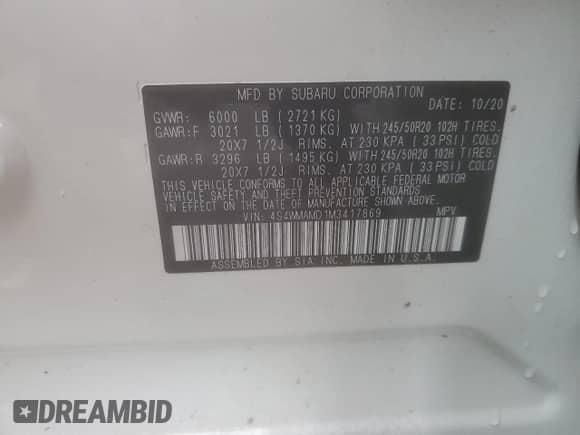 MFD BY SUBARU CORPORATION
DATE: 10/20
GVWR: 6000 LB ( 2721 KG)
GAWR:F 3021 LB ( 1370 KG) WITH 245/50R20 102H TIRES.
20X7 1/2J RIMS. AT 230 KPA ( 33 PSI) COLD
GAWR:R 3296 LB ( 1495 KG) WITH 245/50R20 102H TIRES.
20X7 1/2J RIMS. AT 230 KPA ( 33 PSI) COLD
THIS VEHICLE CONFORMS TO ALL APPLICABLE FEDERAL MOTOR
VEHICLE SAFETY AND THEFT PREVENTION STANDARDS
IN EFFECT ON THE DATE OF MANUFACTURE SHOWN ABOVE.
VIN: 4S4WMAMD1M3417869 MPV
ASSEMBLED BY SIA INC. MADE IN U.S.A.
DREAMBID